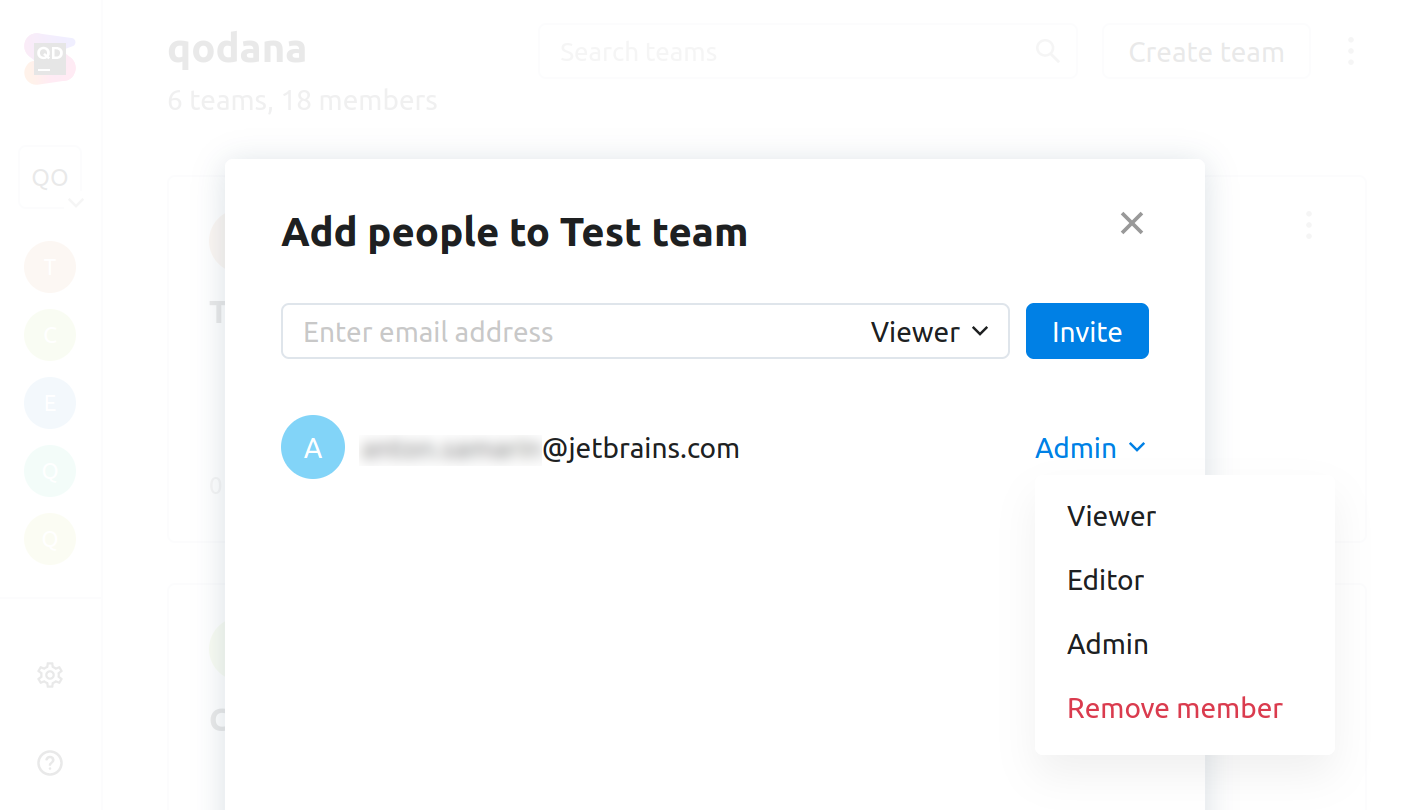 QD
qodana
Search teams
Create team
6 teams, 18 members
QO
T
C
E
Q
Q
Add people to Test team
Enter email address
Viewer
Invite
A
@jetbrains.com
Admin
Viewer
Editor
Admin
Remove member
T
0
C